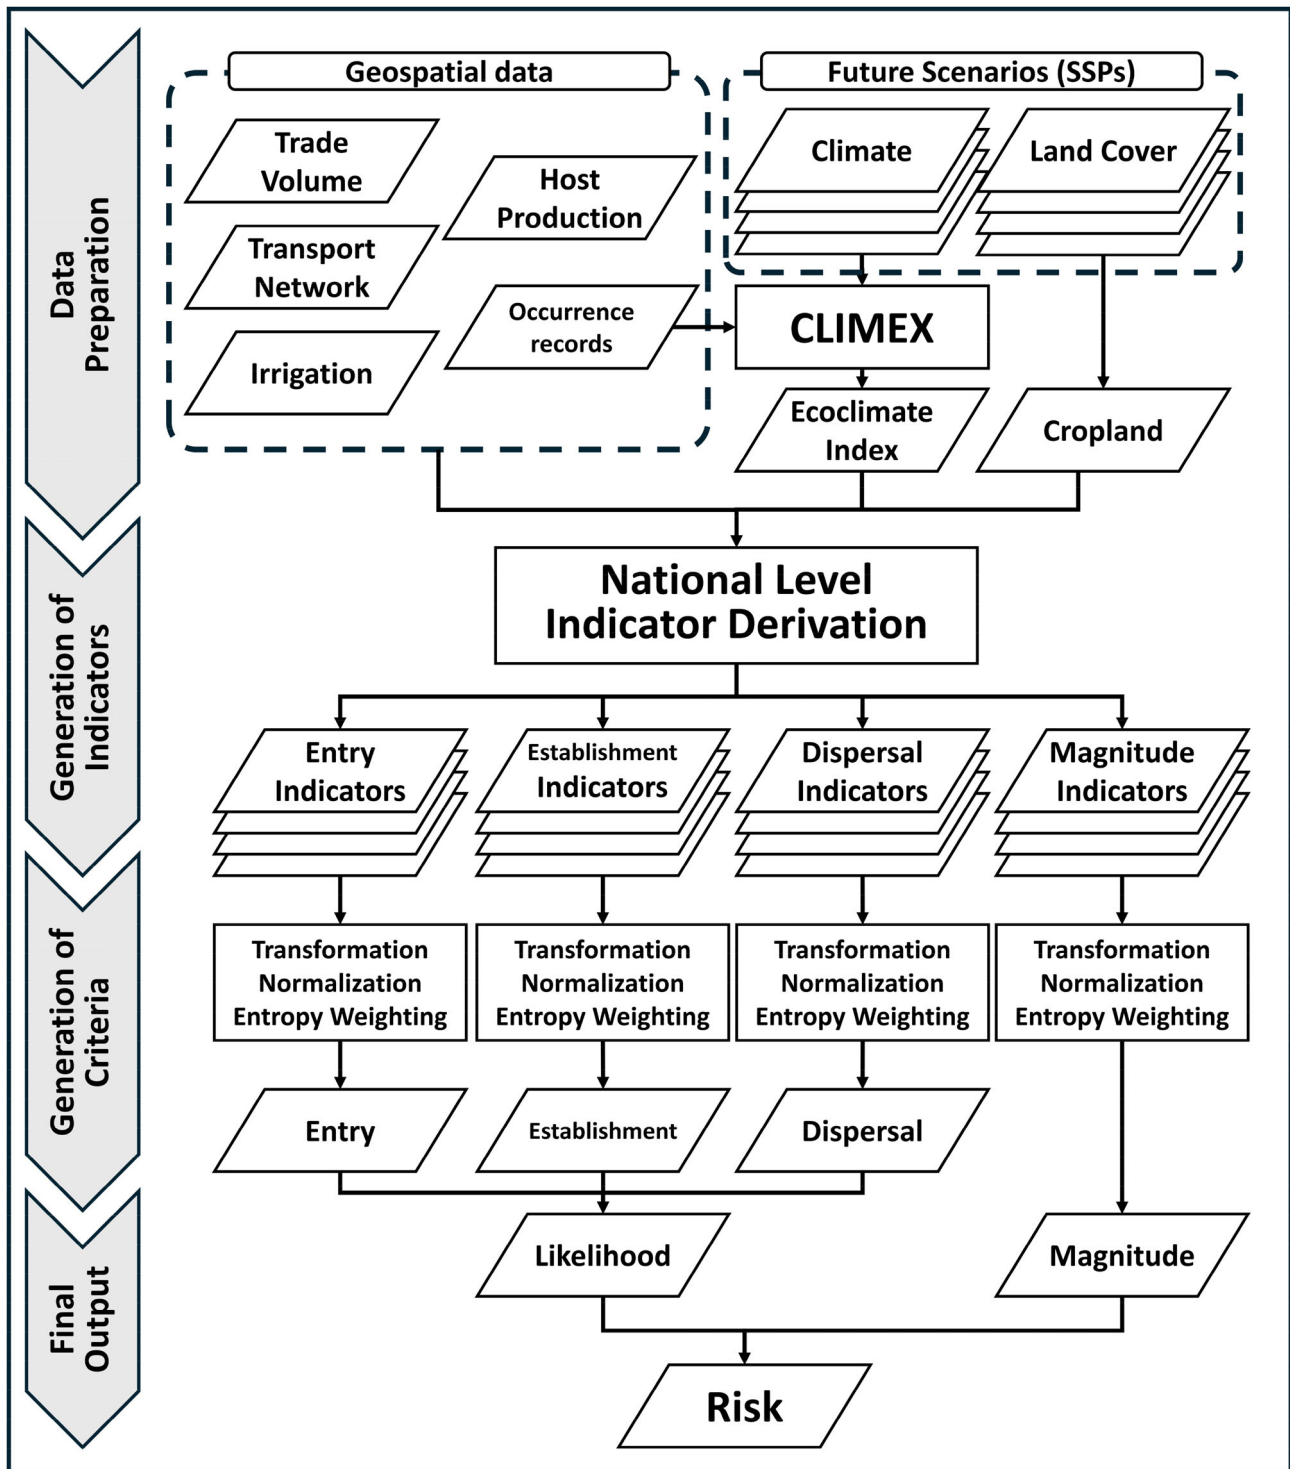 Data
Preparation
Geospatial data
Future Scenarios (SSPs)
Trade
Volume
Host
Production
Transport
Network
Occurrence
records
Irrigation
Climate
Land Cover
CLIMEX
Ecoclimate
Index
Cropland
Generation of
Indicators
National Level
Indicator Derivation
Entry
Indicators
Establishment
Indicators
Dispersal
Indicators
Magnitude
Indicators
Generation of
Criteria
Transformation
Normalization
Entropy Weighting
Transformation
Normalization
Entropy Weighting
Transformation
Normalization
Entropy Weighting
Transformation
Normalization
Entropy Weighting
Entry
Establishment
Dispersal
Final
Output
Likelihood
Magnitude
Risk